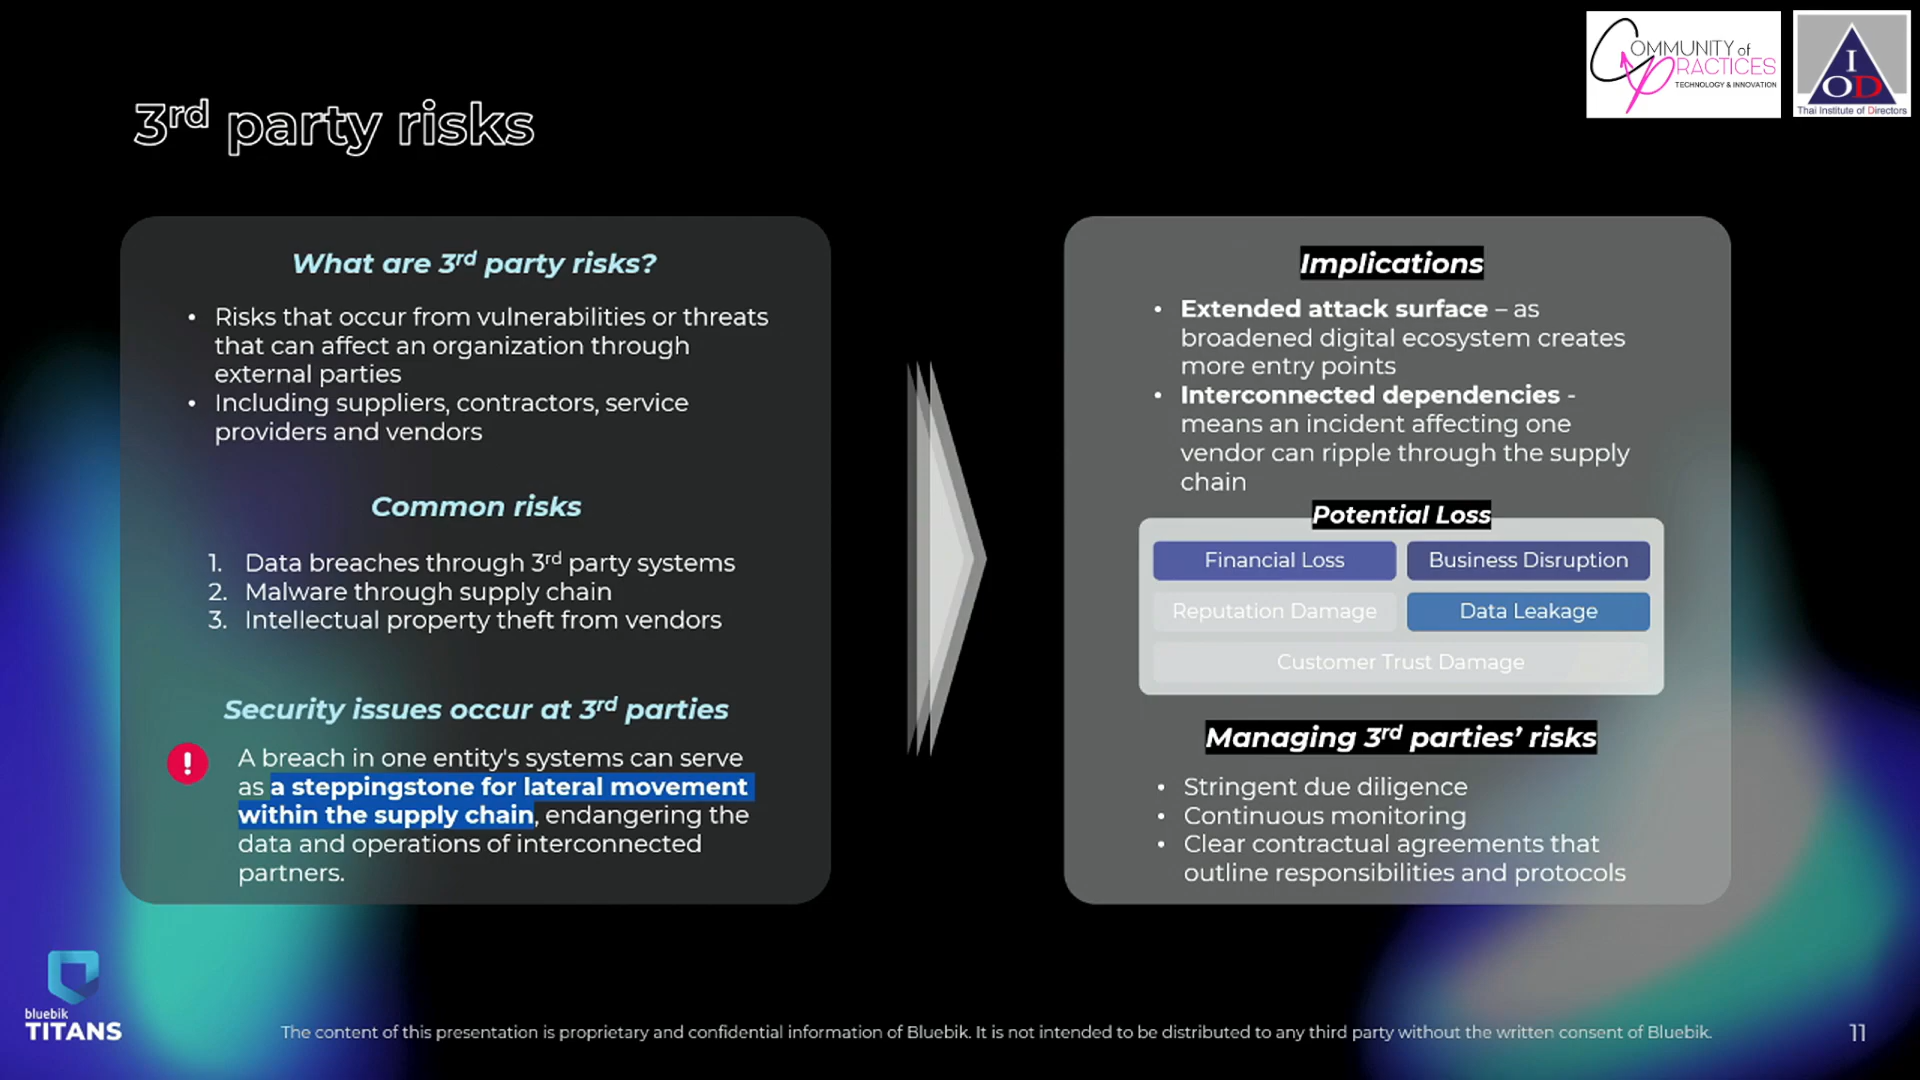 COMMUNITY of
PRACTICES
TECHNOLOGY & INNOVATION
IOD
Thai Institute of Directors
3rd party risks
What are 3rd party risks?
• Risks that occur from vulnerabilities or threats
that can affect an organization through
external parties
• Including suppliers, contractors, service
providers and vendors
Common risks
1. Data breaches through 3rd party systems
2. Malware through supply chain
3. Intellectual property theft from vendors
Security issues occur at 3rd parties
!
A breach in one entity's systems can serve
as a steppingstone for lateral movement
within the supply chain, endangering the
data and operations of interconnected
partners.
Implications
• Extended attack surface – as
broadened digital ecosystem creates
more entry points
• Interconnected dependencies -
means an incident affecting one
vendor can ripple through the supply
chain
Potential Loss
Financial Loss
Business Disruption
Reputation Damage
Data Leakage
Customer Trust Damage
Managing 3rd parties’ risks
• Stringent due diligence
• Continuous monitoring
• Clear contractual agreements that
outline responsibilities and protocols
bluebik
TITANS
The content of this presentation is proprietary and confidential information of Bluebik. It is not intended to be distributed to any third party without the written consent of Bluebik.
11